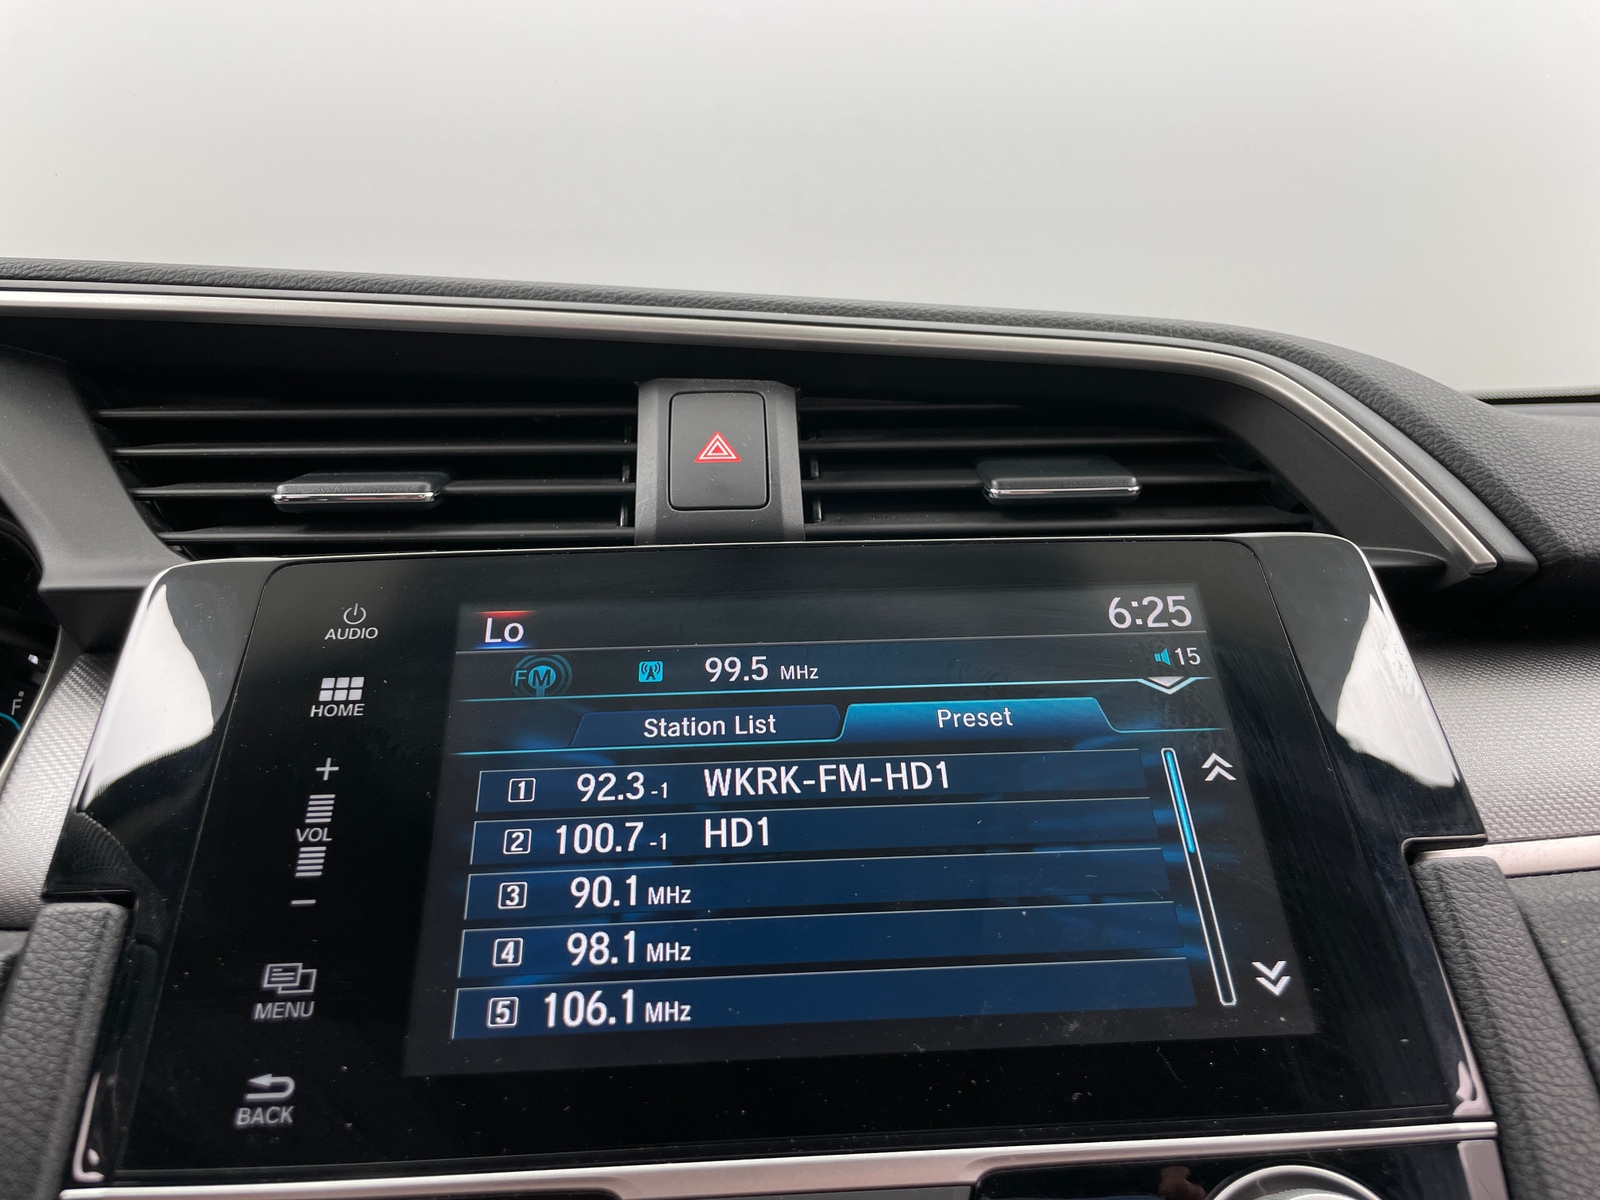 AUDIO
HOME
+
VOL
−
MENU
BACK
Lo
6:25
FM
99.5 MHz
15
Station List
Preset
1 92.3-1 WKRK-FM-HD1
2 100.7-1 HD1
3 90.1 MHz
4 98.1 MHz
5 106.1 MHz
F